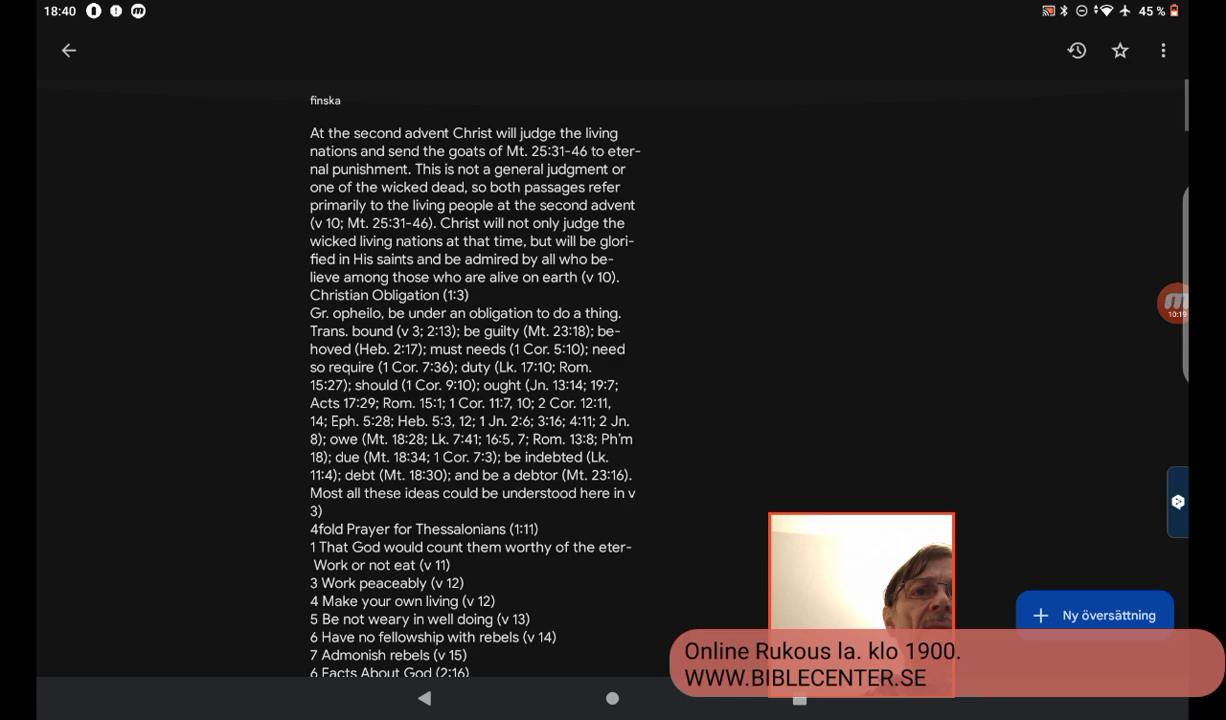 18:40
45 %
finska
At the second advent Christ will judge the living
nations and send the goats of Mt. 25:31-46 to eter-
nal punishment. This is not a general judgment or
one of the wicked dead, so both passages refer
primarily to the living people at the second advent
(v 10; Mt. 25:31-46). Christ will not only judge the
wicked living nations at that time, but will be glori-
fied in His saints and be admired by all who be-
lieve among those who are alive on earth (v 10).
Christian Obligation (1:3)
Gr. opheilo, be under an obligation to do a thing.
Trans. bound (v 3; 2:13); be guilty (Mt. 23:18); be-
hoved (Heb. 2:17); must needs (1 Cor. 5:10); need
so require (1 Cor. 7:36); duty (Lk. 17:10; Rom.
15:27); should (1 Cor. 9:10); ought (Jn. 13:14; 19:7;
Acts 17:29; Rom. 15:1; 1 Cor. 11:7, 10; 2 Cor. 12:11,
14; Eph. 5:28; Heb. 5:3, 12; 1 Jn. 2:6; 3:16; 4:11; 2 Jn.
8); owe (Mt. 18:28; Lk. 7:41; 16:5, 7; Rom. 13:8; Ph'm
18); due (Mt. 18:34; 1 Cor. 7:3); be indebted (Lk.
11:4); debt (Mt. 18:30); and be a debtor (Mt. 23:16).
Most all these ideas could be understood here in v
3)
4fold Prayer for Thessalonians (1:11)
1 That God would count them worthy of the eter-
Work or not eat (v 11)
3 Work peaceably (v 12)
4 Make your own living (v 12)
5 Be not weary in well doing (v 13)
6 Have no fellowship with rebels (v 14)
7 Admonish rebels (v 15)
6 Facts About God (2:16)
10:19
Ny översättning
Online Rukous la. klo 1900.
WWW.BIBLECENTER.SE